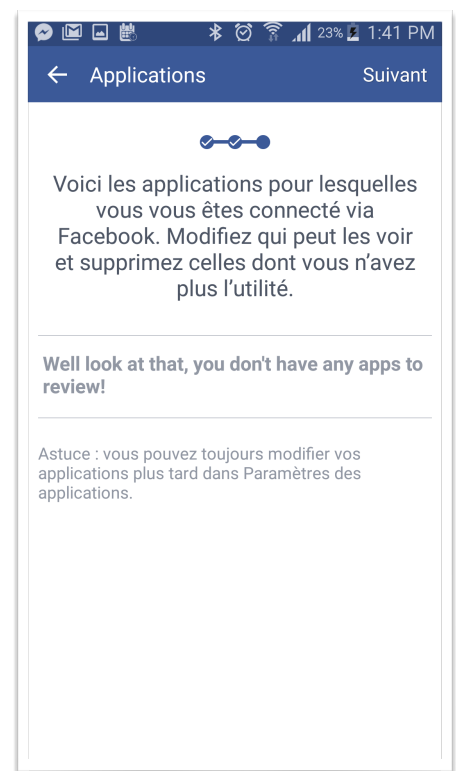 23% 1:41 PM
Applications Suivant
Voici les applications pour lesquelles
vous vous êtes connecté via
Facebook. Modifiez qui peut les voir
et supprimez celles dont vous n’avez
plus l’utilité.
Well look at that, you don't have any apps to
review!
Astuce : vous pouvez toujours modifier vos
applications plus tard dans Paramètres des
applications.